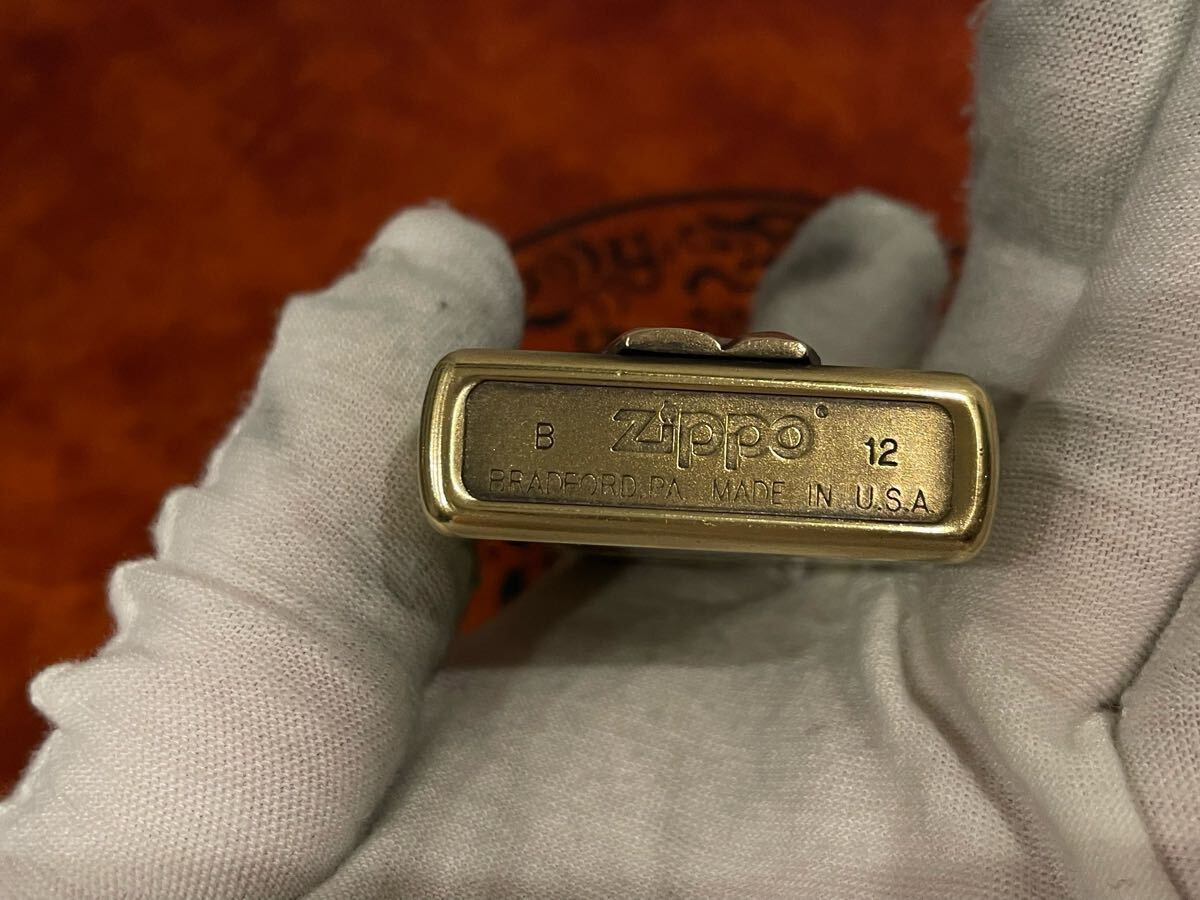 B zippo® 12
BRADFORD, PA. MADE IN U.S.A.